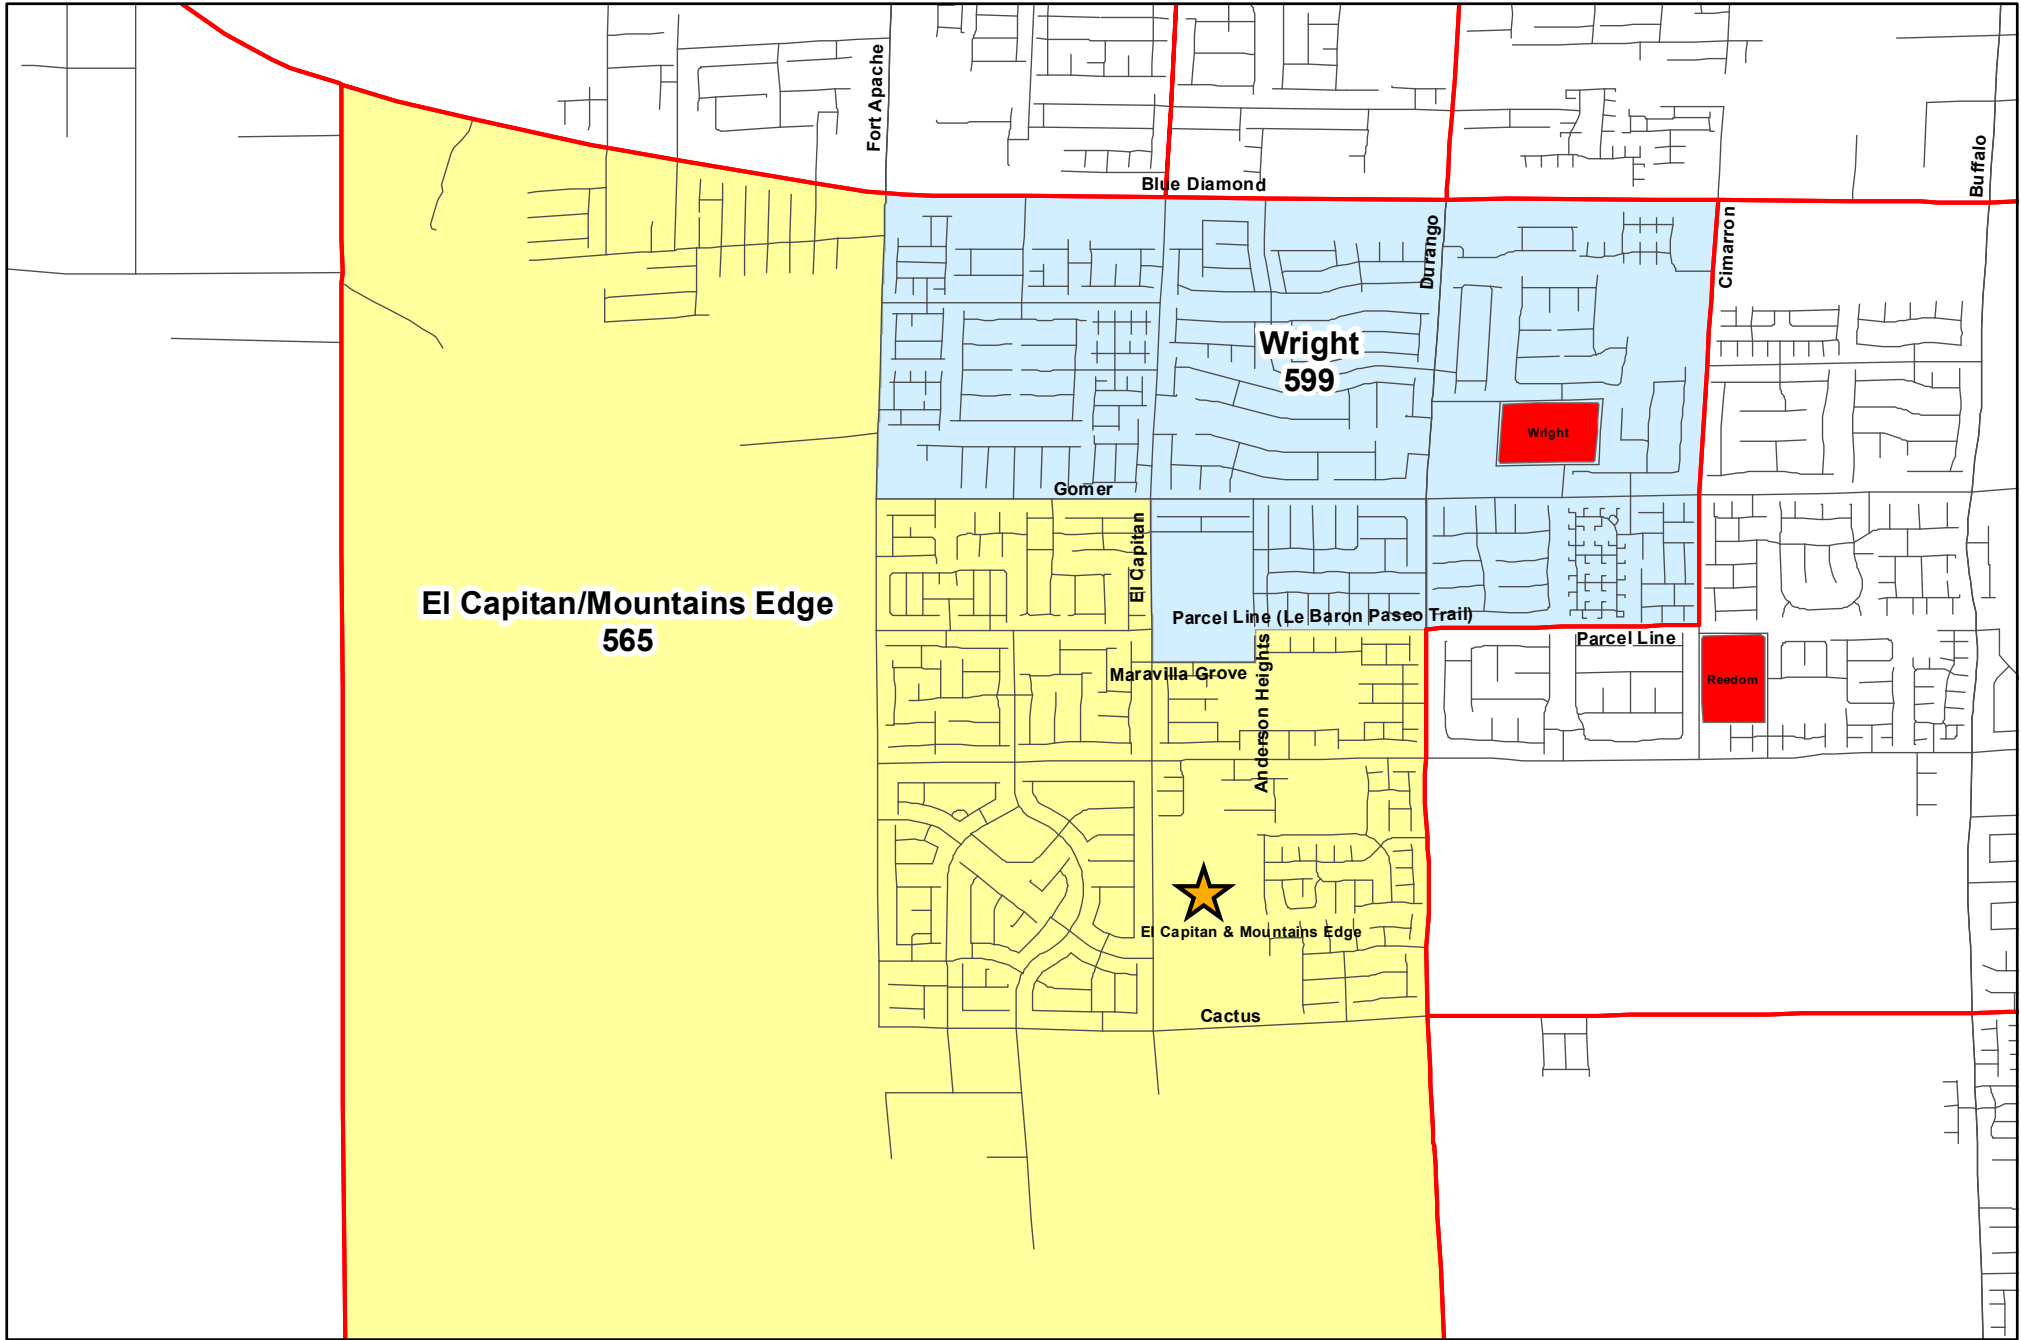 Fort Apache
Blue Diamond
Buffalo
Durango
Cimarron
Wright
599
Wright
Gomer
El Capitan
El Capitan/Mountains Edge
565
Parcel Line (Le Baron Paseo Trail)
Parcel Line
Maravilla Grove
Anderson Heights
Reedom
El Capitan & Mountains Edge
Cactus